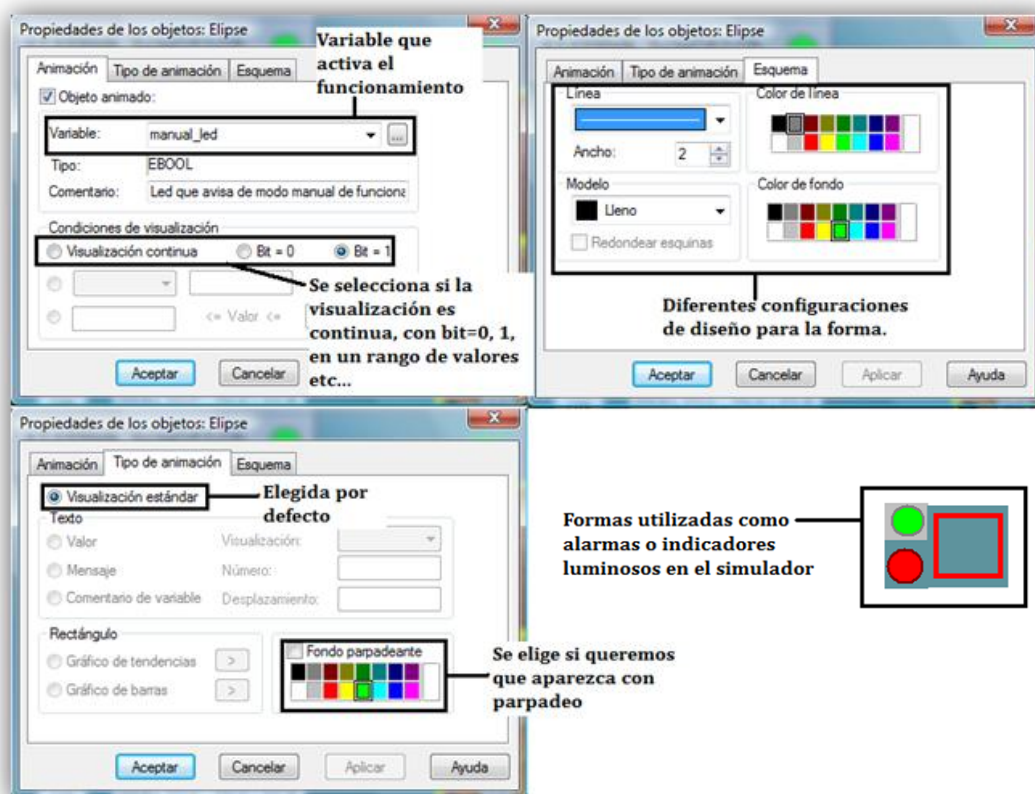 Propiedades de los objetos: Elipse
Animación
Tipo de animación
Esquema
Variable que
activa el
funcionamiento
Objeto animado:
Variable:
manual_led
...
Tipo:
EBOOL
Comentario:
Led que avisa de modo manual de funciona
Condiciones de visualización
Visualización continua
Bit = 0
Bit = 1
<= Valor <=
Se selecciona si la
visualización es
continua, con bit=0, 1,
en un rango de valores
etc...
Aceptar
Cancelar
Propiedades de los objetos: Elipse
Animación
Tipo de animación
Esquema
Línea
Color de línea
Ancho:
2
Modelo
Color de fondo
Lleno
Redondear esquinas
Diferentes configuraciones
de diseño para la forma.
Aceptar
Cancelar
Aplicar
Ayuda
Propiedades de los objetos: Elipse
Animación
Tipo de animación
Esquema
Visualización estándar
Elegida por
defecto
Texto
Valor
Visualización:
Mensaje
Número:
Comentario de variable
Desplazamiento:
Rectángulo
Gráfico de tendencias
>
Gráfico de barras
>
Fondo parpadeante
Se elige si queremos
que aparezca con
parpadeo
Aceptar
Cancelar
Aplicar
Ayuda
Formas utilizadas como
alarmas o indicadores
luminosos en el simulador